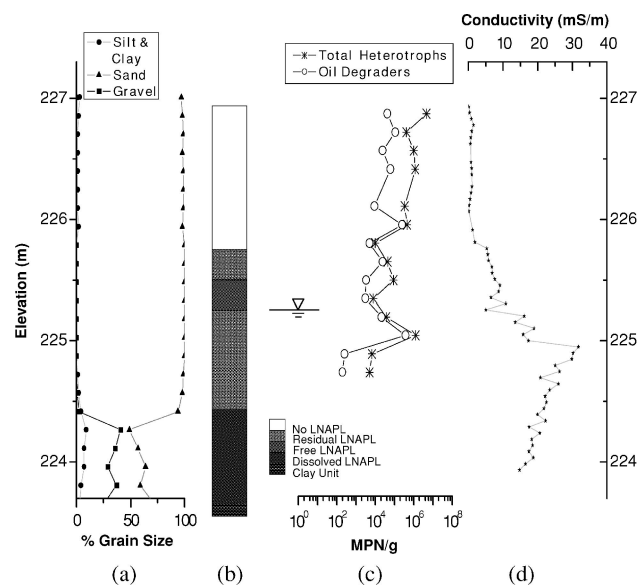 Conductivity (mS/m)
0 10 20 30 40
Silt & Clay
Sand
Gravel
Total Heterotrophs
Oil Degraders
227
226
225
224
Elevation (m)
227
226
225
224
No LNAPL
Residual LNAPL
Free LNAPL
Dissolved LNAPL
Clay Unit
0 50 100
% Grain Size
10^0 10^2 10^4 10^6 10^8
MPN/g
(a) (b) (c) (d)